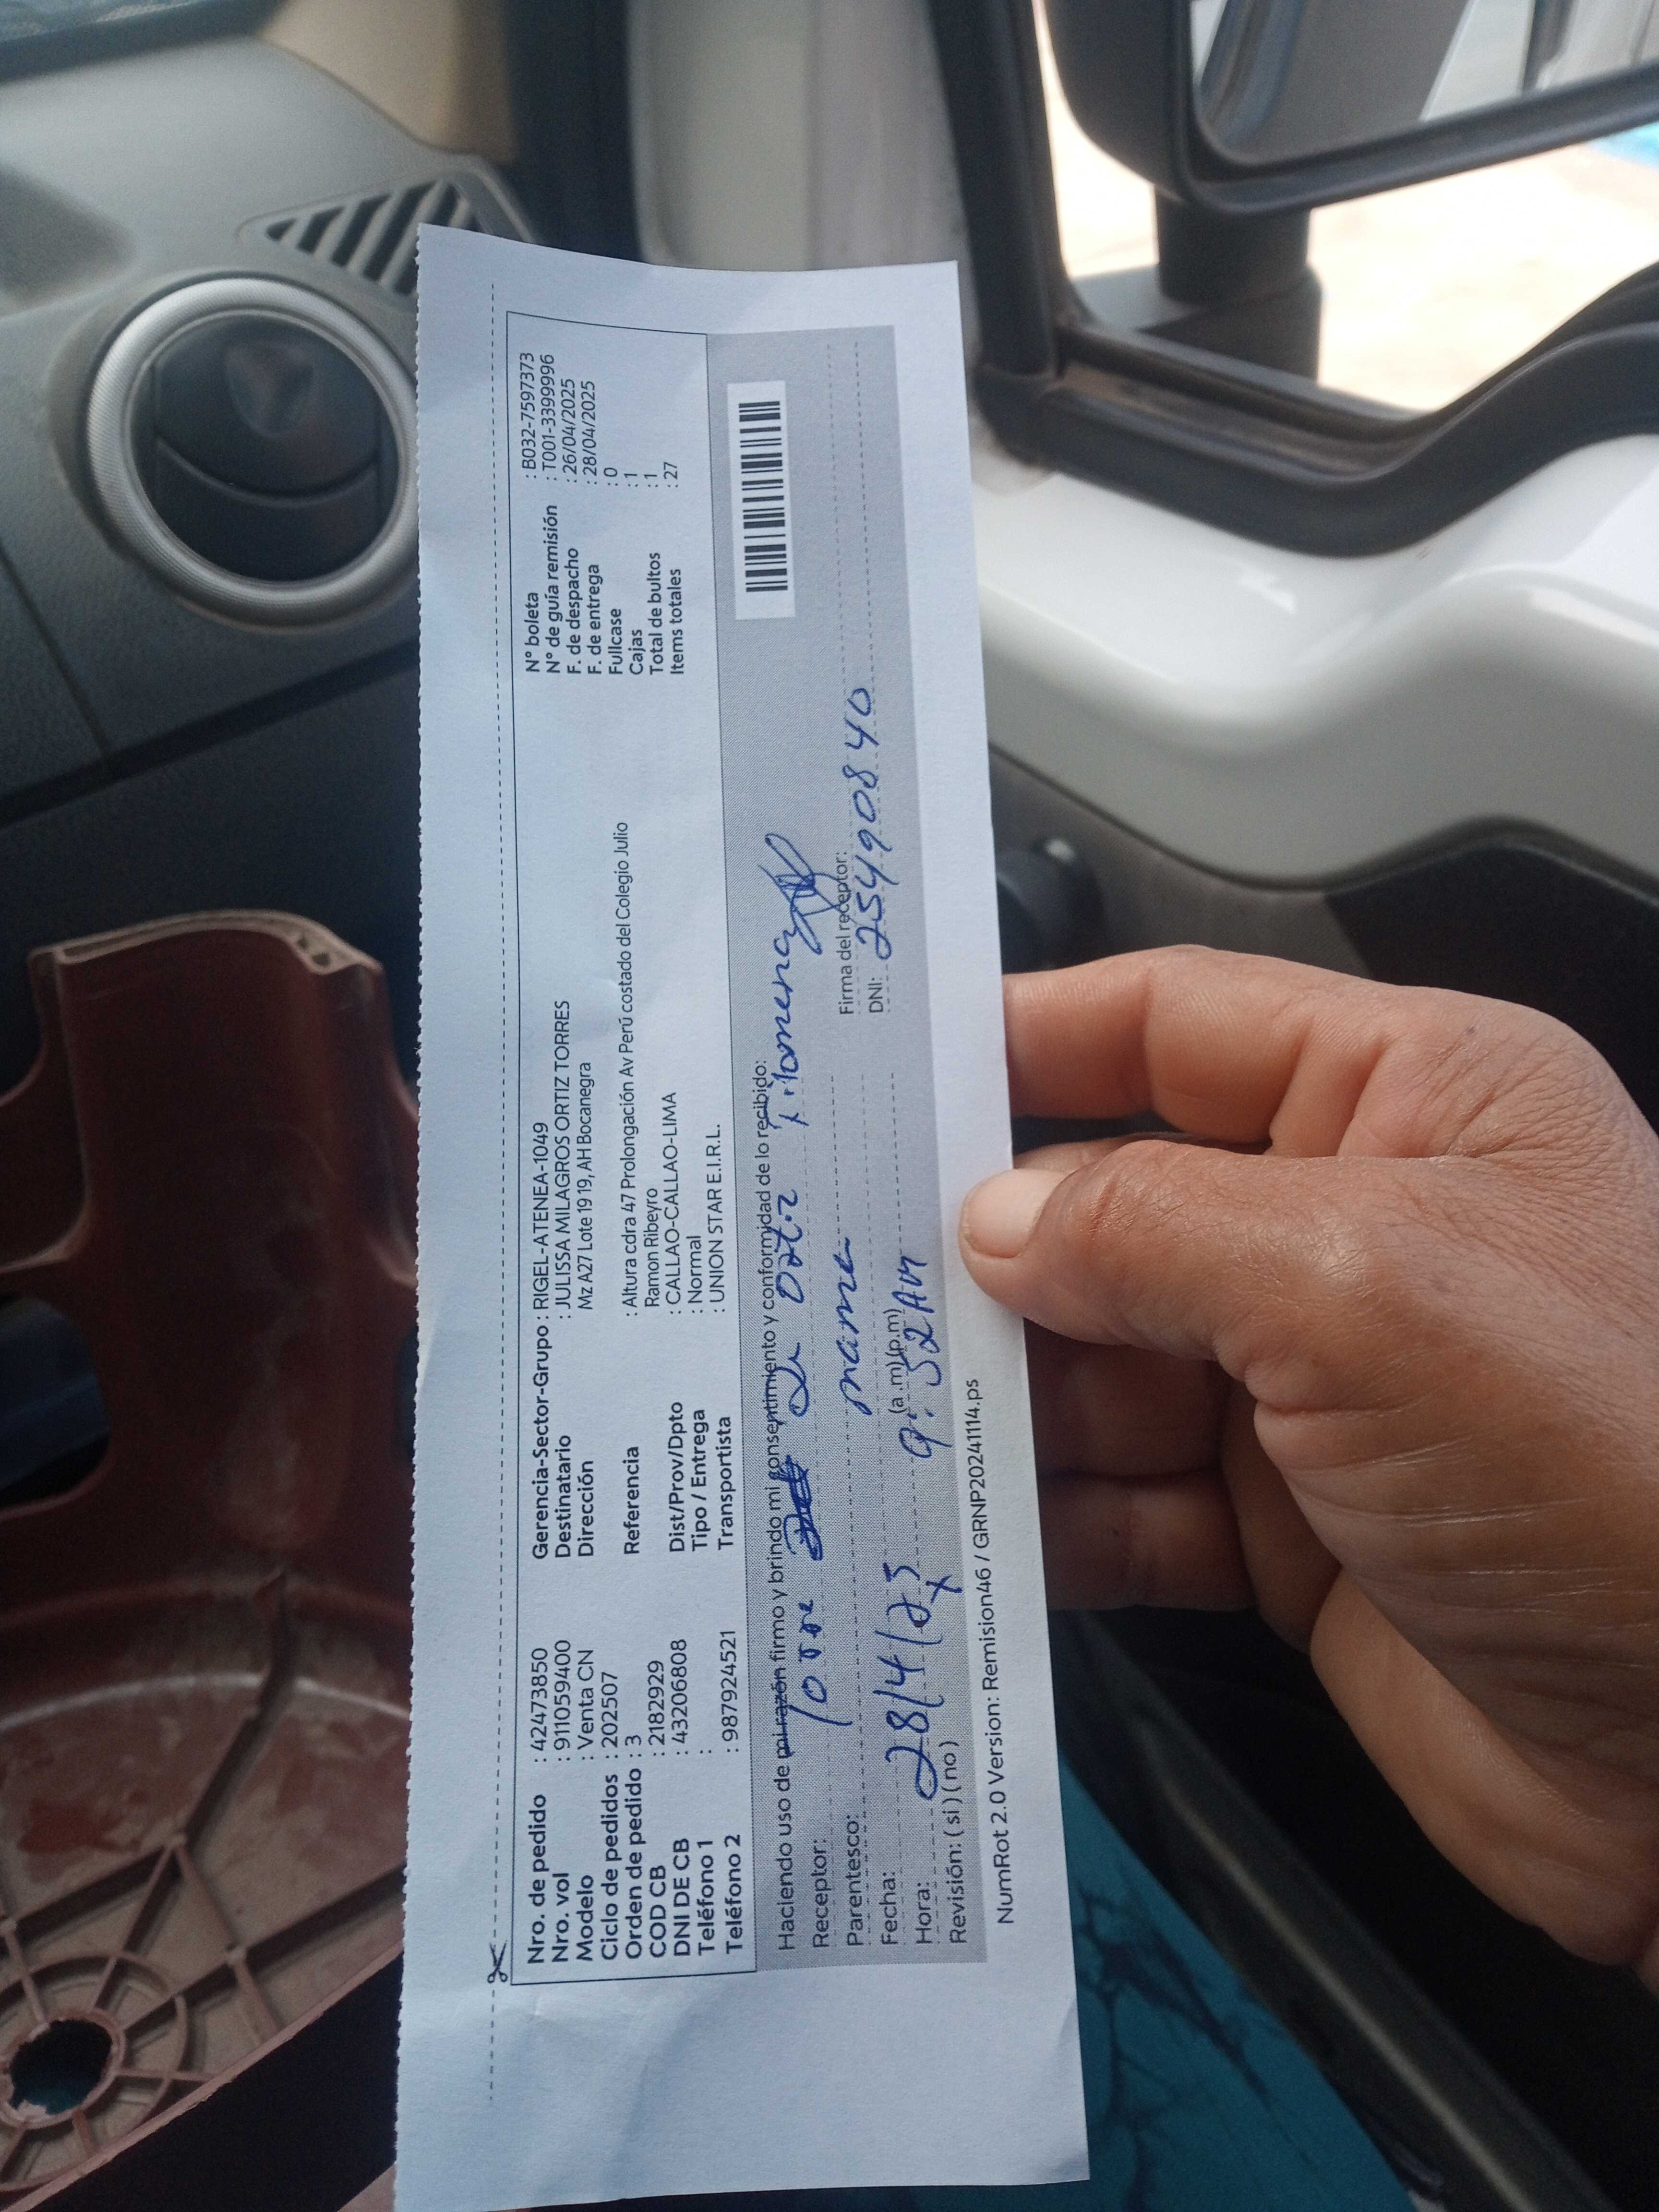 Nro. de pedido : 42473850
Nro. vol : 911059400
Modelo : Venta CN
Ciclo de pedidos : 202507
Orden de pedido : 3
COD CB : 2182929
DNI DE CB : 43206808
Teléfono 1 :
Teléfono 2 : 987924521
Gerencia-Sector-Grupo : RIGEL-ATENEA-1049
Destinatario : JULISSA MILAGROS ORTIZ TORRES
Dirección Mz A27 Lote 19 19, AH Bocanegra
Referencia : Altura cdra 47 Prolongación Av Perú costado del Colegio Julio
Ramon Ribeyro
Dist/Prov/Dpto : CALLAO-CALLAO-LIMA
Tipo / Entrega : Normal
Transportista : UNION STAR E.I.R.L.
N° boleta : B032-7597373
N° de guía remisión : T001-3399996
F. de despacho : 26/04/2025
F. de entrega : 28/04/2025
Fullcase : 0
Cajas : 1
Total de bultos : 1
Items totales : 27
Haciendo uso de mi razón firmo y brindo mi consentimiento y conformidad de lo recibido:
Receptor: Torre de Ortiz Filomena
Parentesco: mama
Firma del receptor:
Fecha: 28/4/25
DNI: 25490840
Hora: (a.m) (p.m) 9:52 Am
Revisión: ( si ) ( no )
NumRot 2.0 Version: Remision46 / GRNP20241114.ps